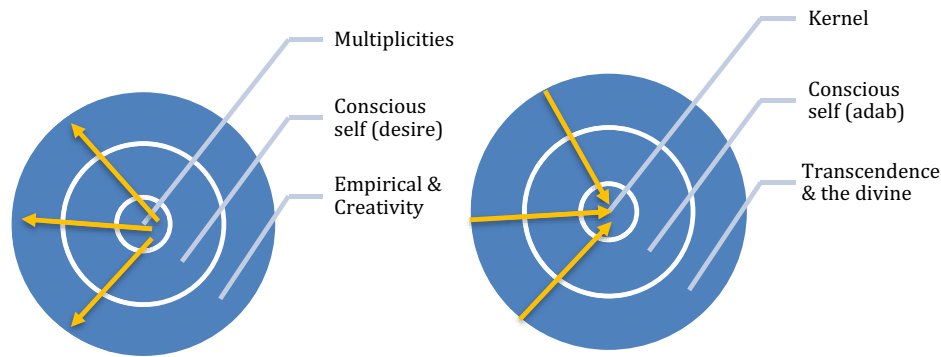 Multiplicities
Conscious
self (desire)
Empirical &
Creativity
Kernel
Conscious
self (adab)
Transcendence
& the divine